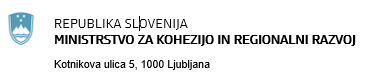 REPUBLIKA SLOVENIJA
MINISTRSTVO ZA KOHEZIJO IN REGIONALNI RAZVOJ
Kotnikova ulica 5, 1000 Ljubljana